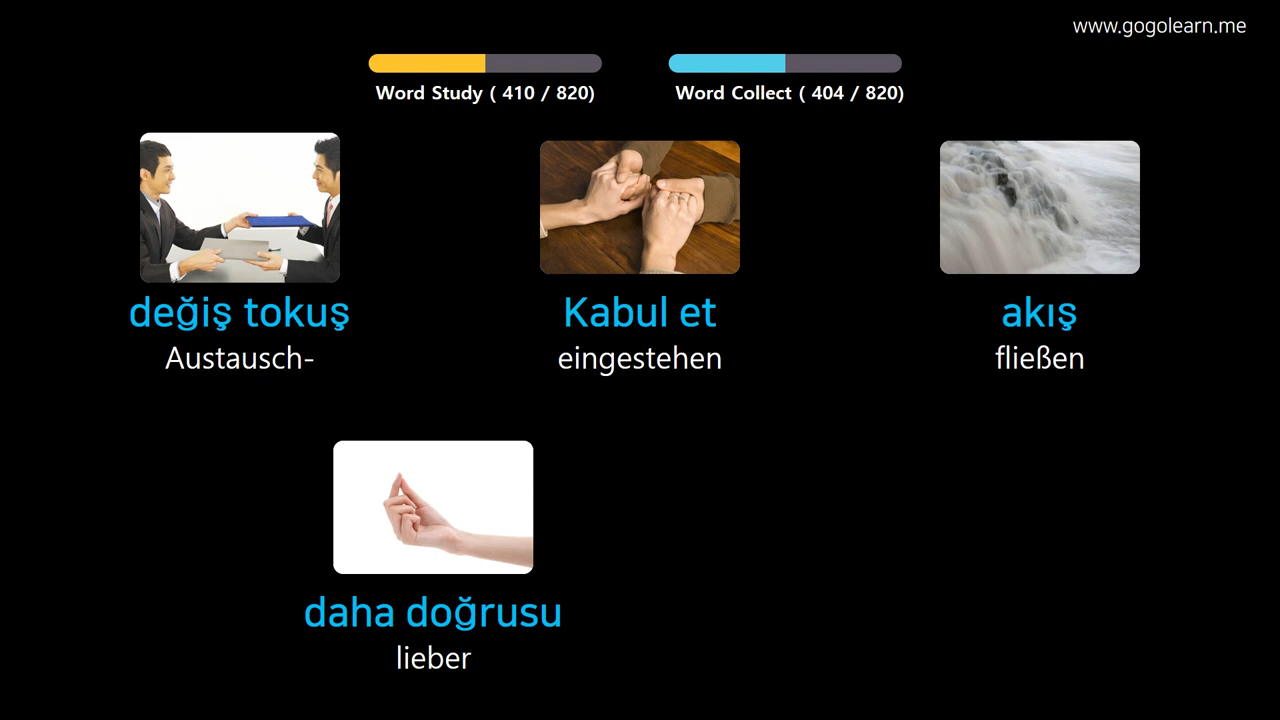 www.gogolearn.me
Word Study ( 410 / 820)
Word Collect ( 404 / 820)
değiş tokuş
Austausch-
Kabul et
eingestehen
akış
fließen
daha doğrusu
lieber